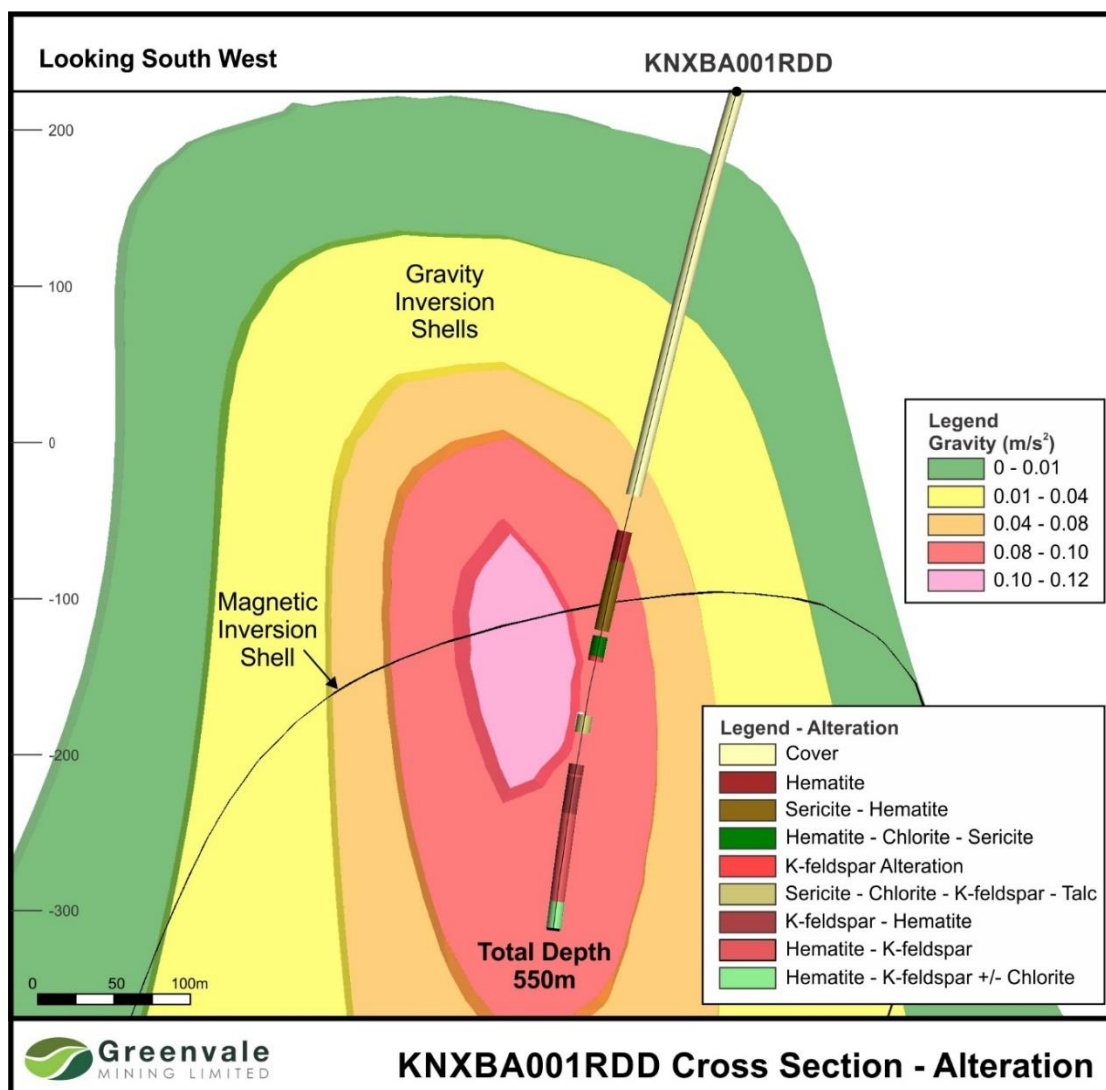 Looking South West
KNXBA001RDD
200
100
0
-100
-200
-300
Gravity
Inversion
Shells
Magnetic
Inversion
Shell
Legend
Gravity (m/s²)
0 - 0.01
0.01 - 0.04
0.04 - 0.08
0.08 - 0.10
0.10 - 0.12
Legend - Alteration
Cover
Hematite
Sericite - Hematite
Hematite - Chlorite - Sericite
K-feldspar Alteration
Sericite - Chlorite - K-feldspar - Talc
K-feldspar - Hematite
Hematite - K-feldspar
Hematite - K-feldspar +/- Chlorite
Total Depth
550m
0 50 100m
Greenvale
MINING LIMITED
KNXBA001RDD Cross Section - Alteration